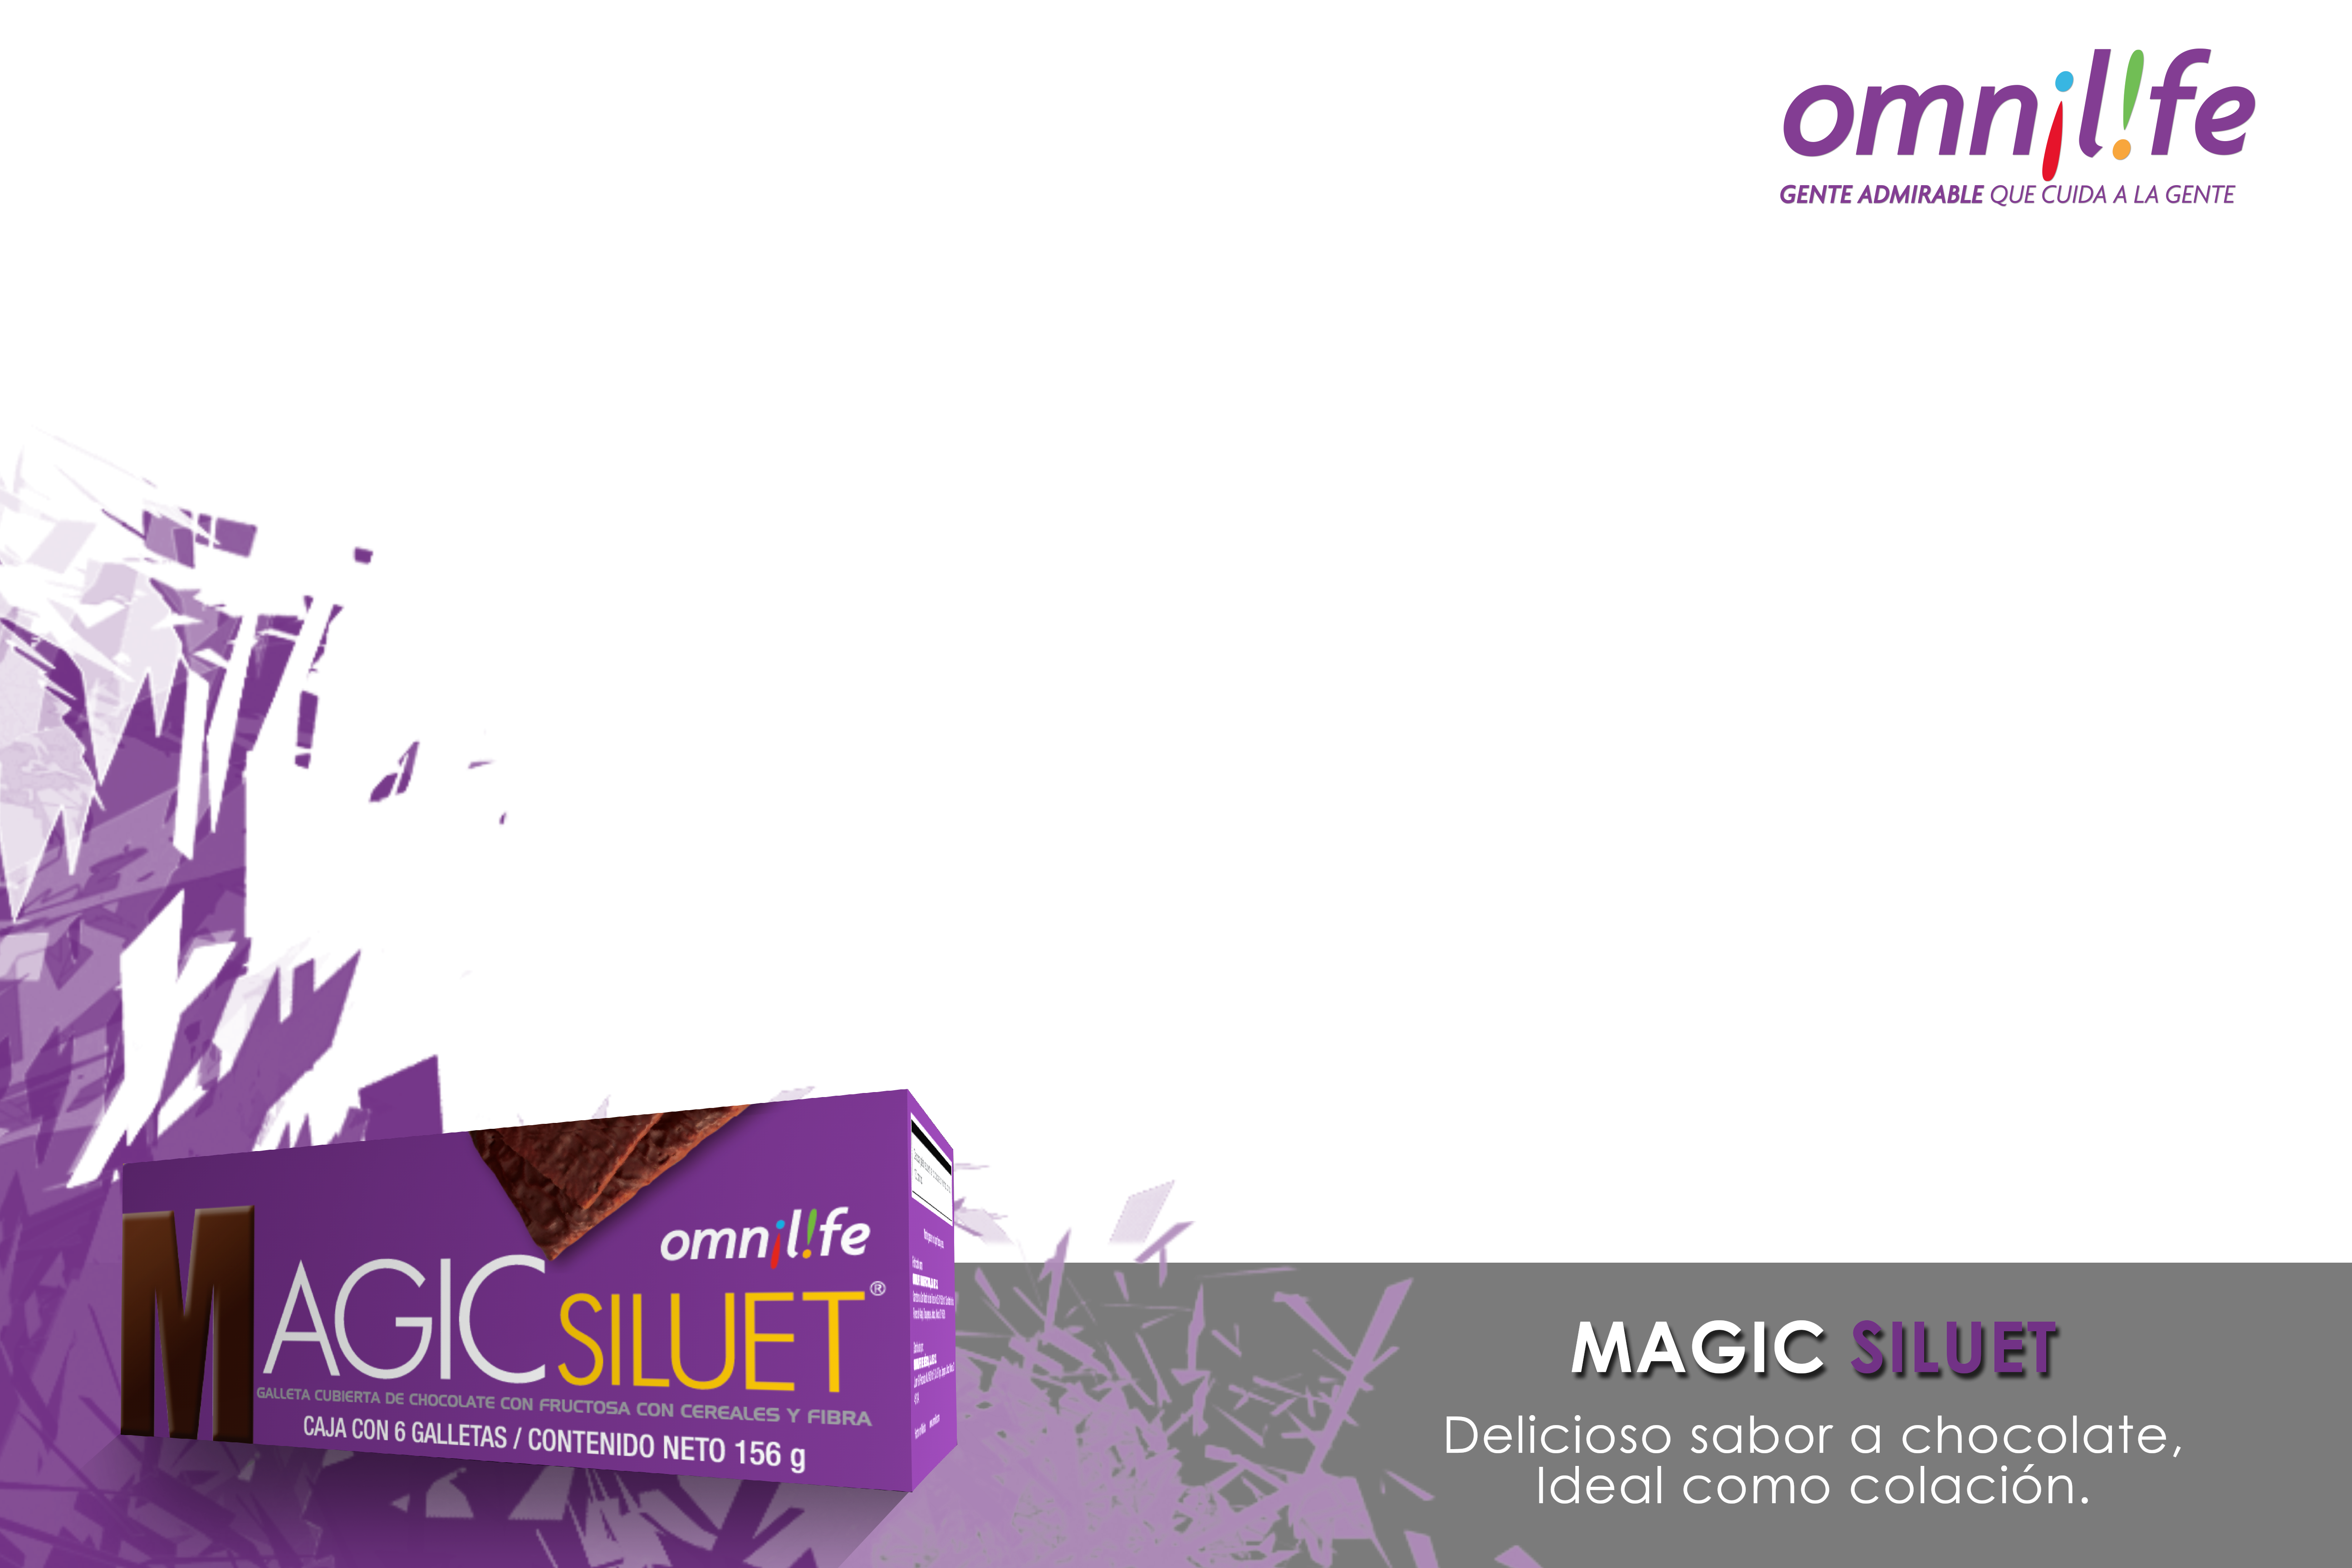 omnilife
GENTE ADMIRABLE QUE CUIDA A LA GENTE
omnilife
MAGIC SILUET®
GALLETA CUBIERTA DE CHOCOLATE CON FRUCTOSA CON CEREALES Y FIBRA
CAJA CON 6 GALLETAS / CONTENIDO NETO 156 g
MAGIC SILUET
Delicioso sabor a chocolate,
Ideal como colación.